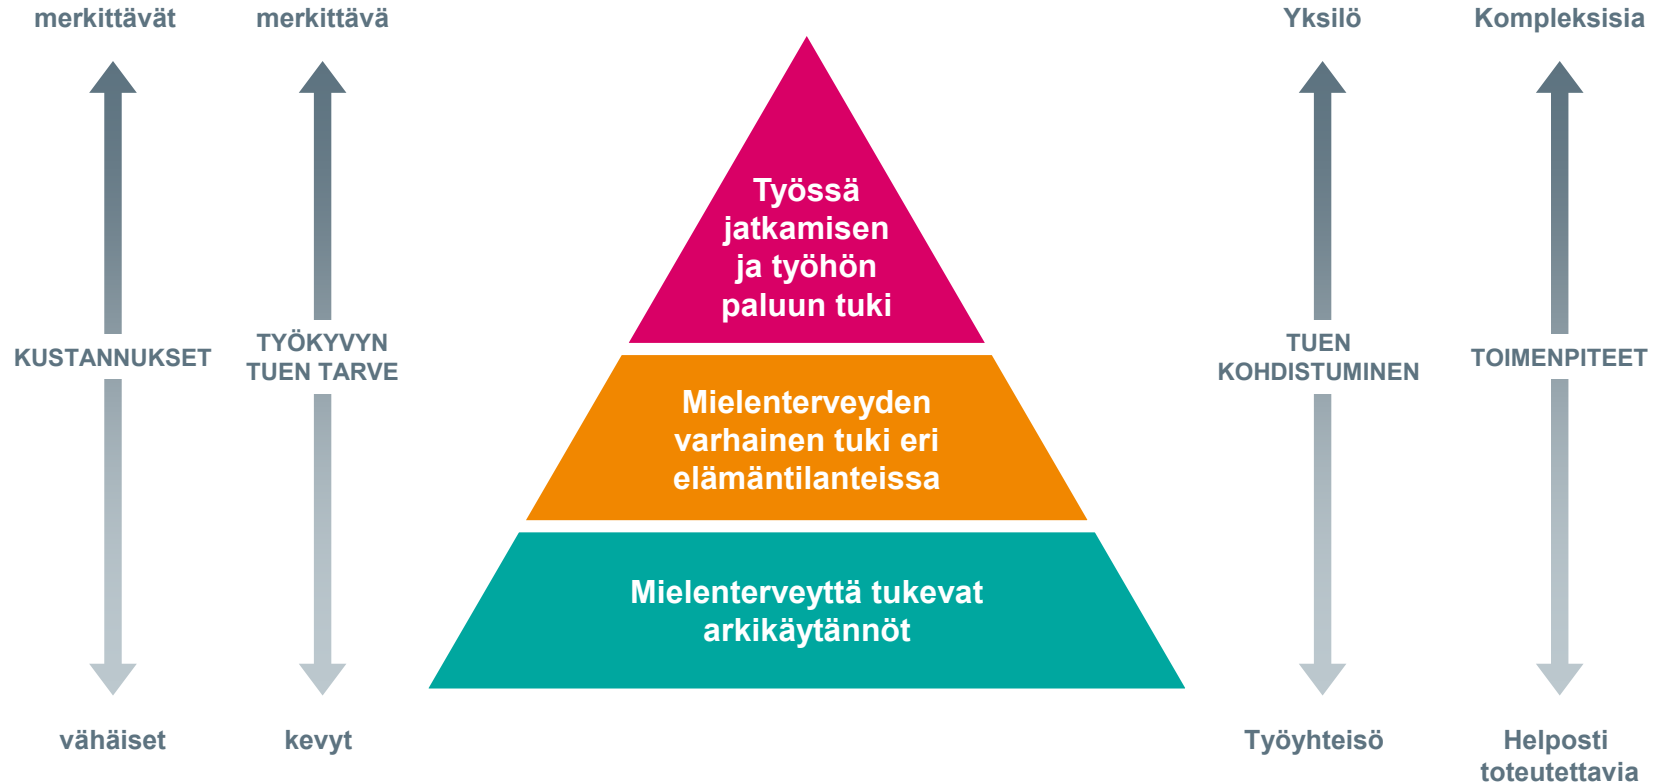 merkittävät
merkittävä
Yksilö
Kompleksisia
Työssä
jatkamisen
ja työhön
paluun tuki
KUSTANNUKSET
TYÖKYVYN
TUEN TARVE
TUEN
KOHDISTUMINEN
TOIMENPITEET
Mielenterveyden
varhainen tuki eri
elämäntilanteissa
Mielenterveyttä tukevat
arkikäytännöt
vähäiset
kevyt
Työyhteisö
Helposti
toteutettavia